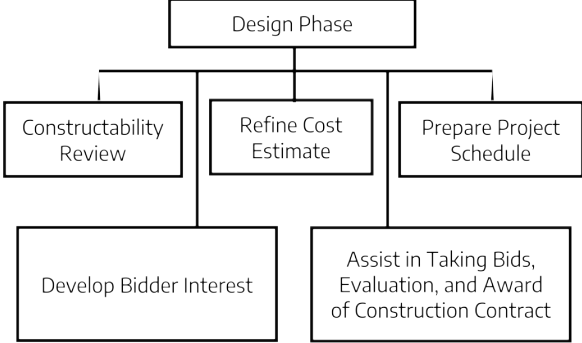 Design Phase
Constructability
Review
Refine Cost
Estimate
Prepare Project
Schedule
Develop Bidder Interest
Assist in Taking Bids,
Evaluation, and Award
of Construction Contract